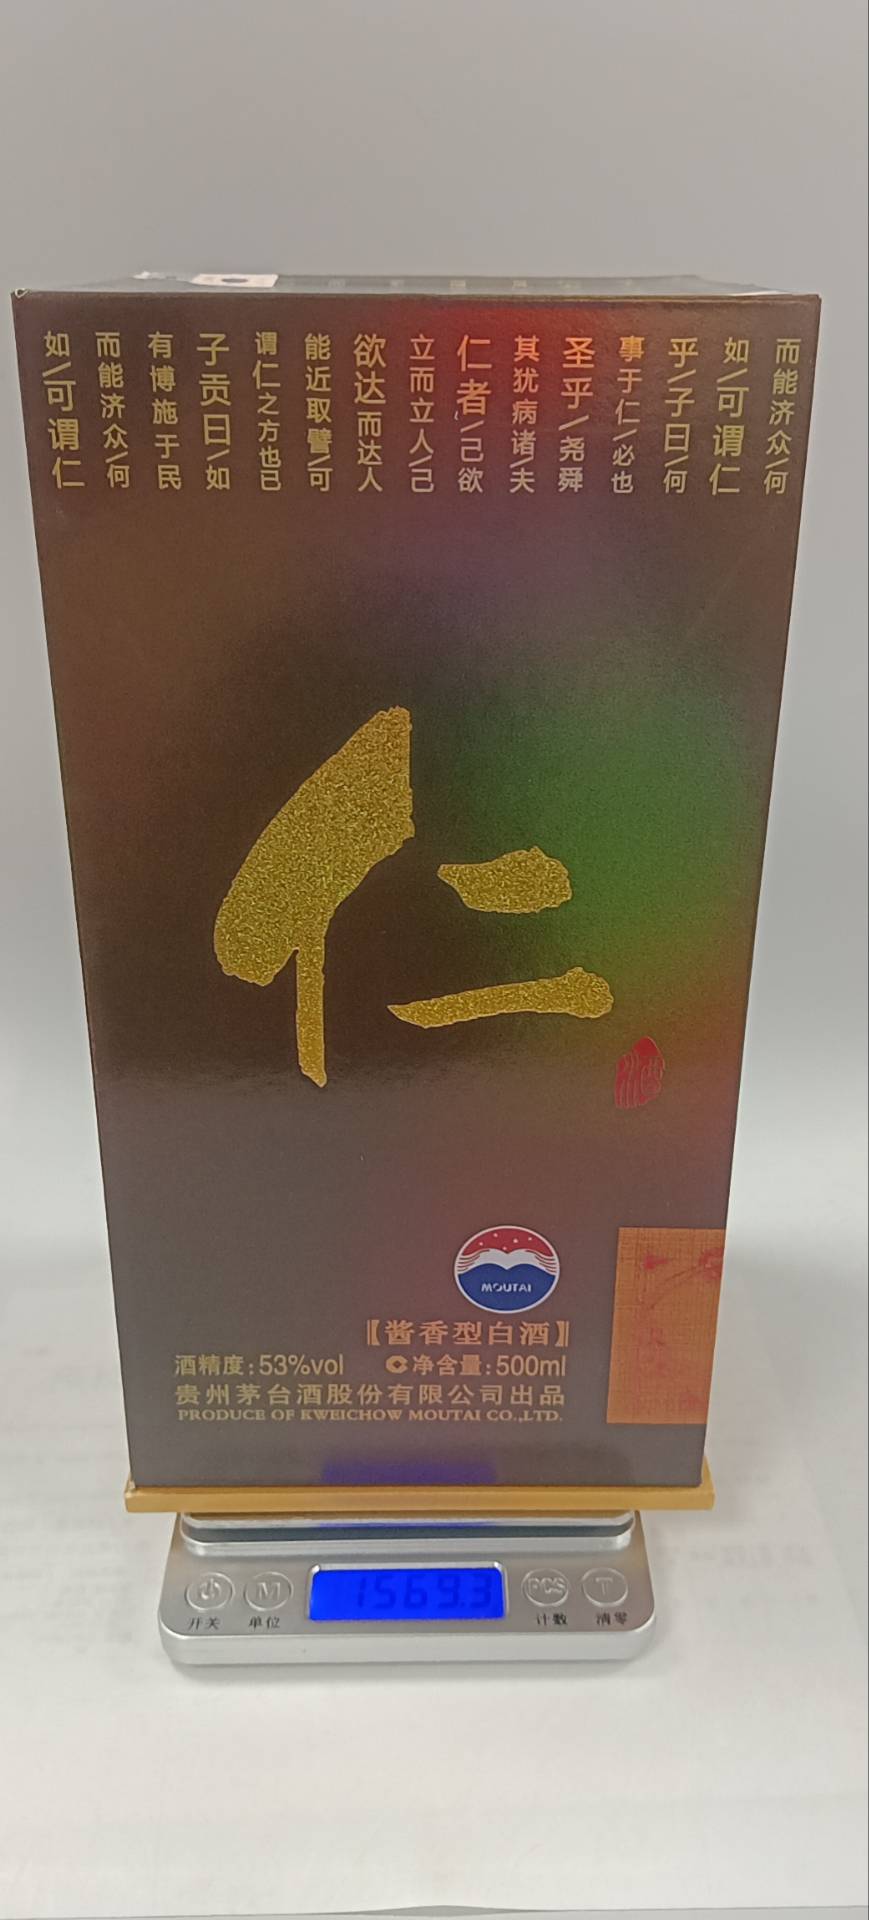 如/可谓仁
而能济众/何
有博施于民
子贡曰/如
谓仁之方也已
能近取譬/可
欲达而达人
立而立人/己
仁者/己欲
其犹病诸/夫
圣乎/尧舜
事于仁/必也
乎/子曰/何
如/可谓仁
而能济众/何
仁
酒
MOUTAI
【酱香型白酒】
酒精度:53%vol 净含量:500ml
贵州茅台酒股份有限公司出品
PRODUCE OF KWEICHOW MOUTAI CO.,LTD.
1569.3
M PCS T
开关 单位 计数 清零